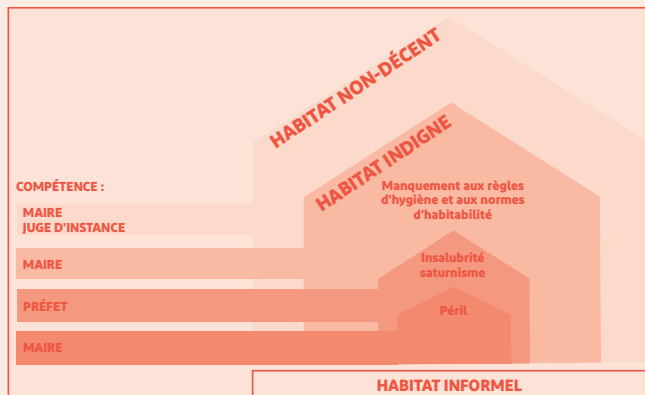 HABITAT NON-DÉCENT
HABITAT INDIGNE
Manquement aux règles
d'hygiène et aux normes
d'habitabilité
COMPÉTENCE :
MAIRE
JUGE D'INSTANCE
MAIRE
Insalubrité
saturnisme
PRÉFET
Péril
MAIRE
HABITAT INFORMEL